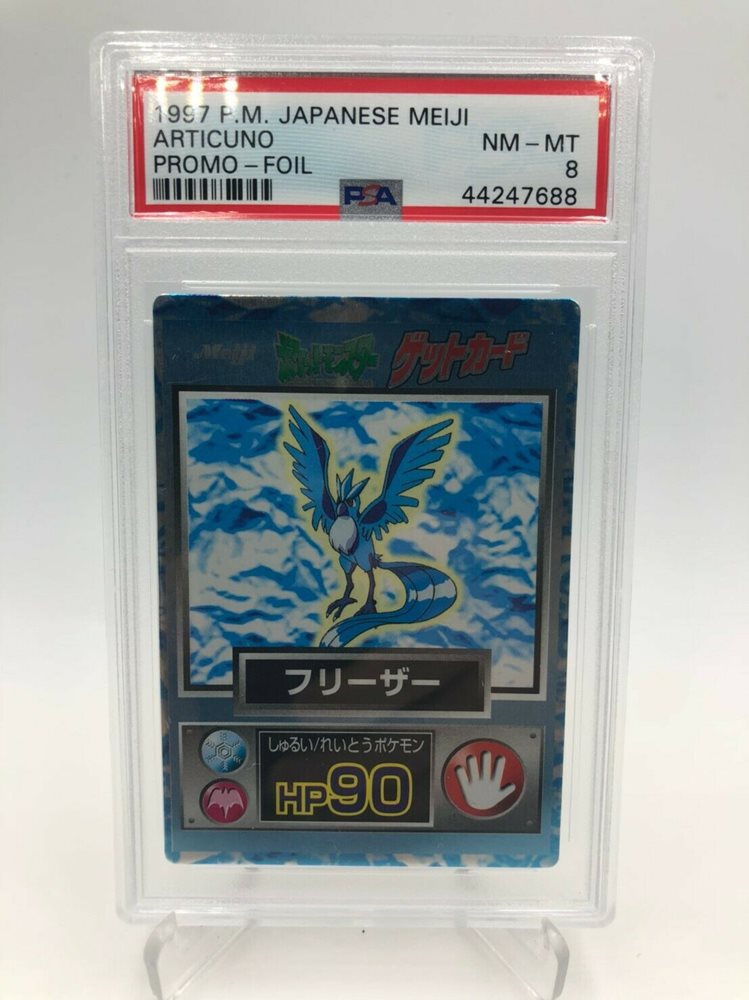 1997 P.M. JAPANESE MEIJI
ARTICUNO NM - MT
PROMO - FOIL 8
PSA 44247688
Meiji ポケットモンスター ゲットカード
フリーザー
しゅるい/れいとうポケモン
HP90